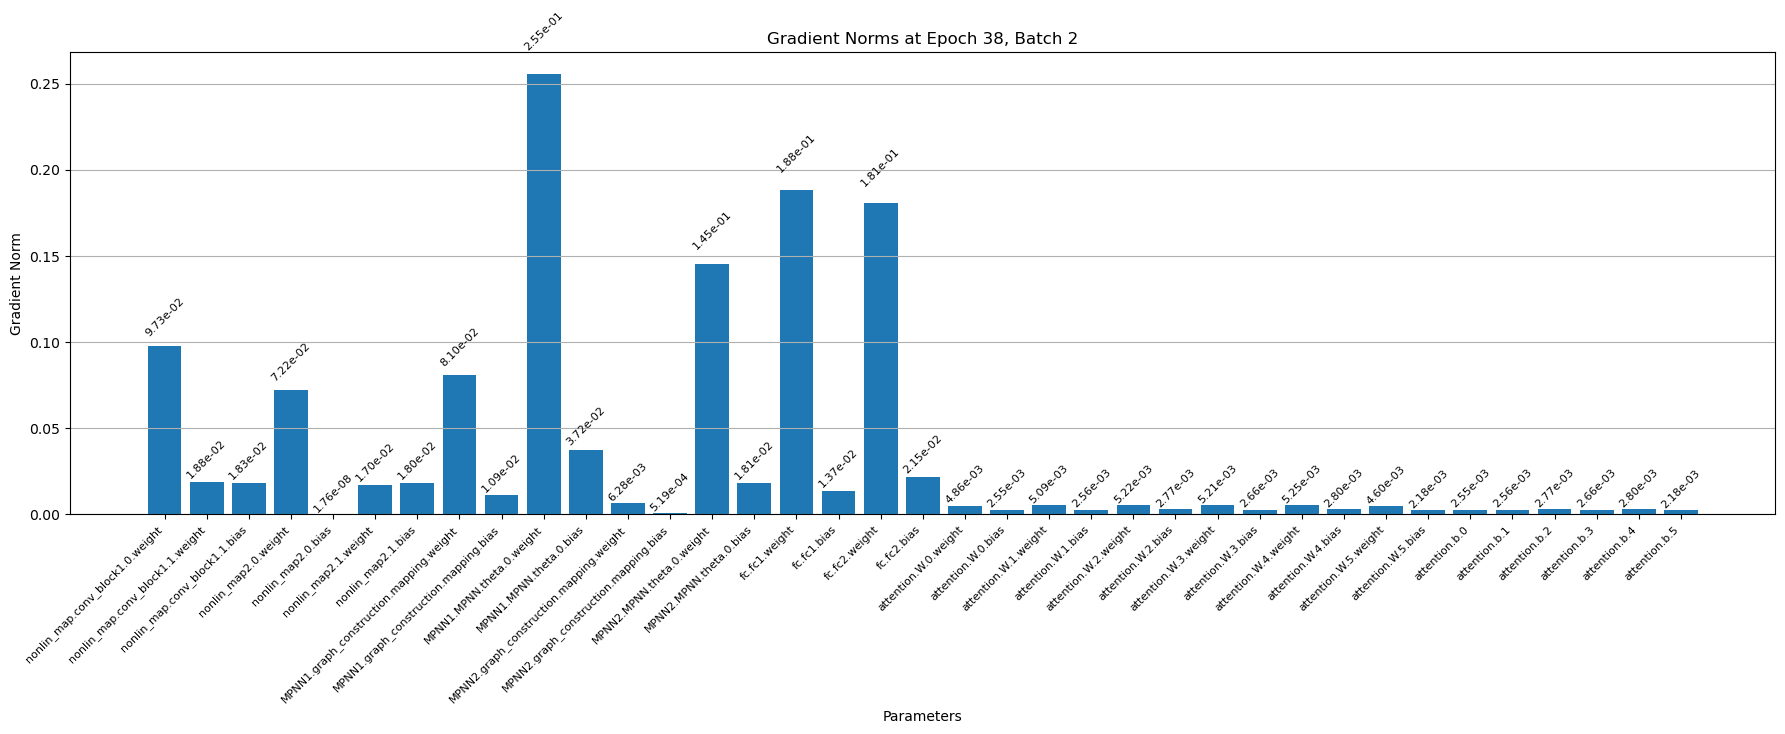 Gradient Norms at Epoch 38, Batch 2
Gradient Norm
0.25
0.20
0.15
0.10
0.05
0.00
9.73e-02
1.88e-02
1.83e-02
7.22e-02
1.76e-08
1.70e-02
1.80e-02
8.10e-02
1.09e-02
2.55e-01
3.72e-02
6.28e-03
5.19e-04
1.45e-01
1.81e-02
1.88e-01
1.37e-02
1.81e-01
2.15e-02
4.86e-03
2.55e-03
5.09e-03
2.56e-03
5.22e-03
2.77e-03
5.21e-03
2.66e-03
5.25e-03
2.80e-03
4.60e-03
2.18e-03
2.55e-03
2.56e-03
2.77e-03
2.66e-03
2.80e-03
2.18e-03
nonlin_map.conv_block1.0.weight
nonlin_map.conv_block1.1.weight
nonlin_map.conv_block1.1.bias
nonlin_map2.0.weight
nonlin_map2.0.bias
nonlin_map2.1.weight
nonlin_map2.1.bias
MPNN1.graph_construction.mapping.weight
MPNN1.graph_construction.mapping.bias
MPNN1.MPNN.theta.0.weight
MPNN1.MPNN.theta.0.bias
MPNN2.graph_construction.mapping.weight
MPNN2.graph_construction.mapping.bias
MPNN2.MPNN.theta.0.weight
MPNN2.MPNN.theta.0.bias
fc.fc1.weight
fc.fc1.bias
fc.fc2.weight
fc.fc2.bias
attention.W.0.weight
attention.W.0.bias
attention.W.1.weight
attention.W.1.bias
attention.W.2.weight
attention.W.2.bias
attention.W.3.weight
attention.W.3.bias
attention.W.4.weight
attention.W.4.bias
attention.W.5.weight
attention.W.5.bias
attention.b.0
attention.b.1
attention.b.2
attention.b.3
attention.b.4
attention.b.5
Parameters